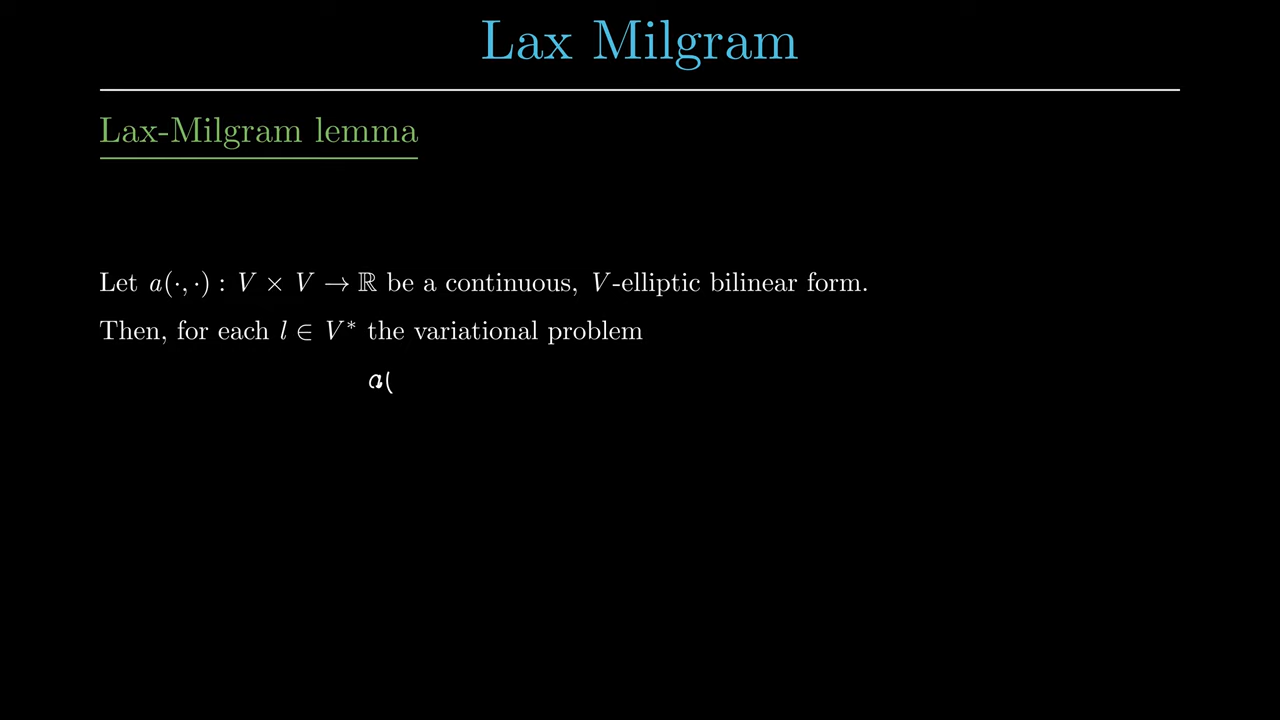 Lax Milgram
Lax-Milgram lemma
Let a(·, ·) : V × V → ℝ be a continuous, V-elliptic bilinear form.
Then, for each l ∈ V* the variational problem
a(